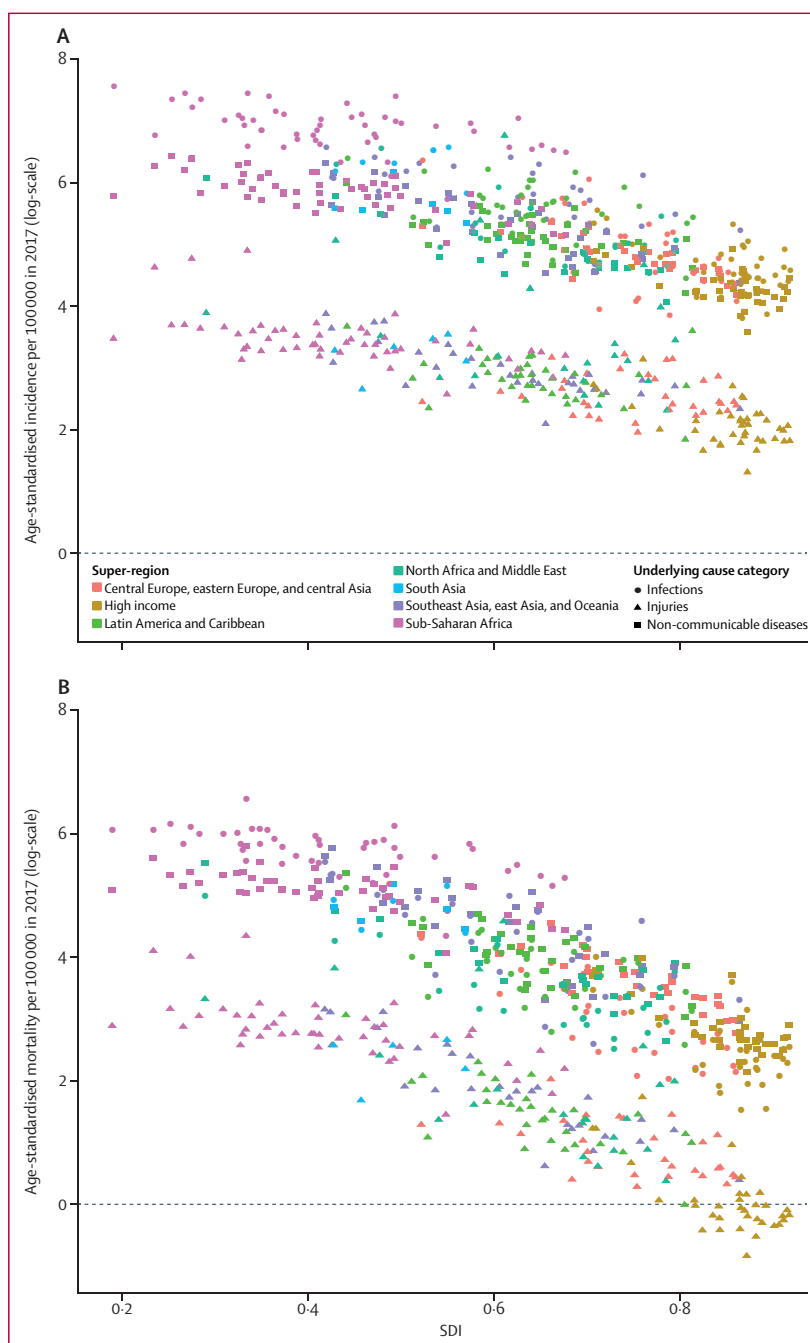 A
8
6
4
2
0
Age-standardised incidence per 100 000 in 2017 (log-scale)
Super-region
Central Europe, eastern Europe, and central Asia
High income
Latin America and Caribbean
North Africa and Middle East
South Asia
Southeast Asia, east Asia, and Oceania
Sub-Saharan Africa
Underlying cause category
Infections
Injuries
Non-communicable diseases
B
8
6
4
2
0
Age-standardised mortality per 100 000 in 2017 (log-scale)
0·2 0·4 0·6 0·8
SDI